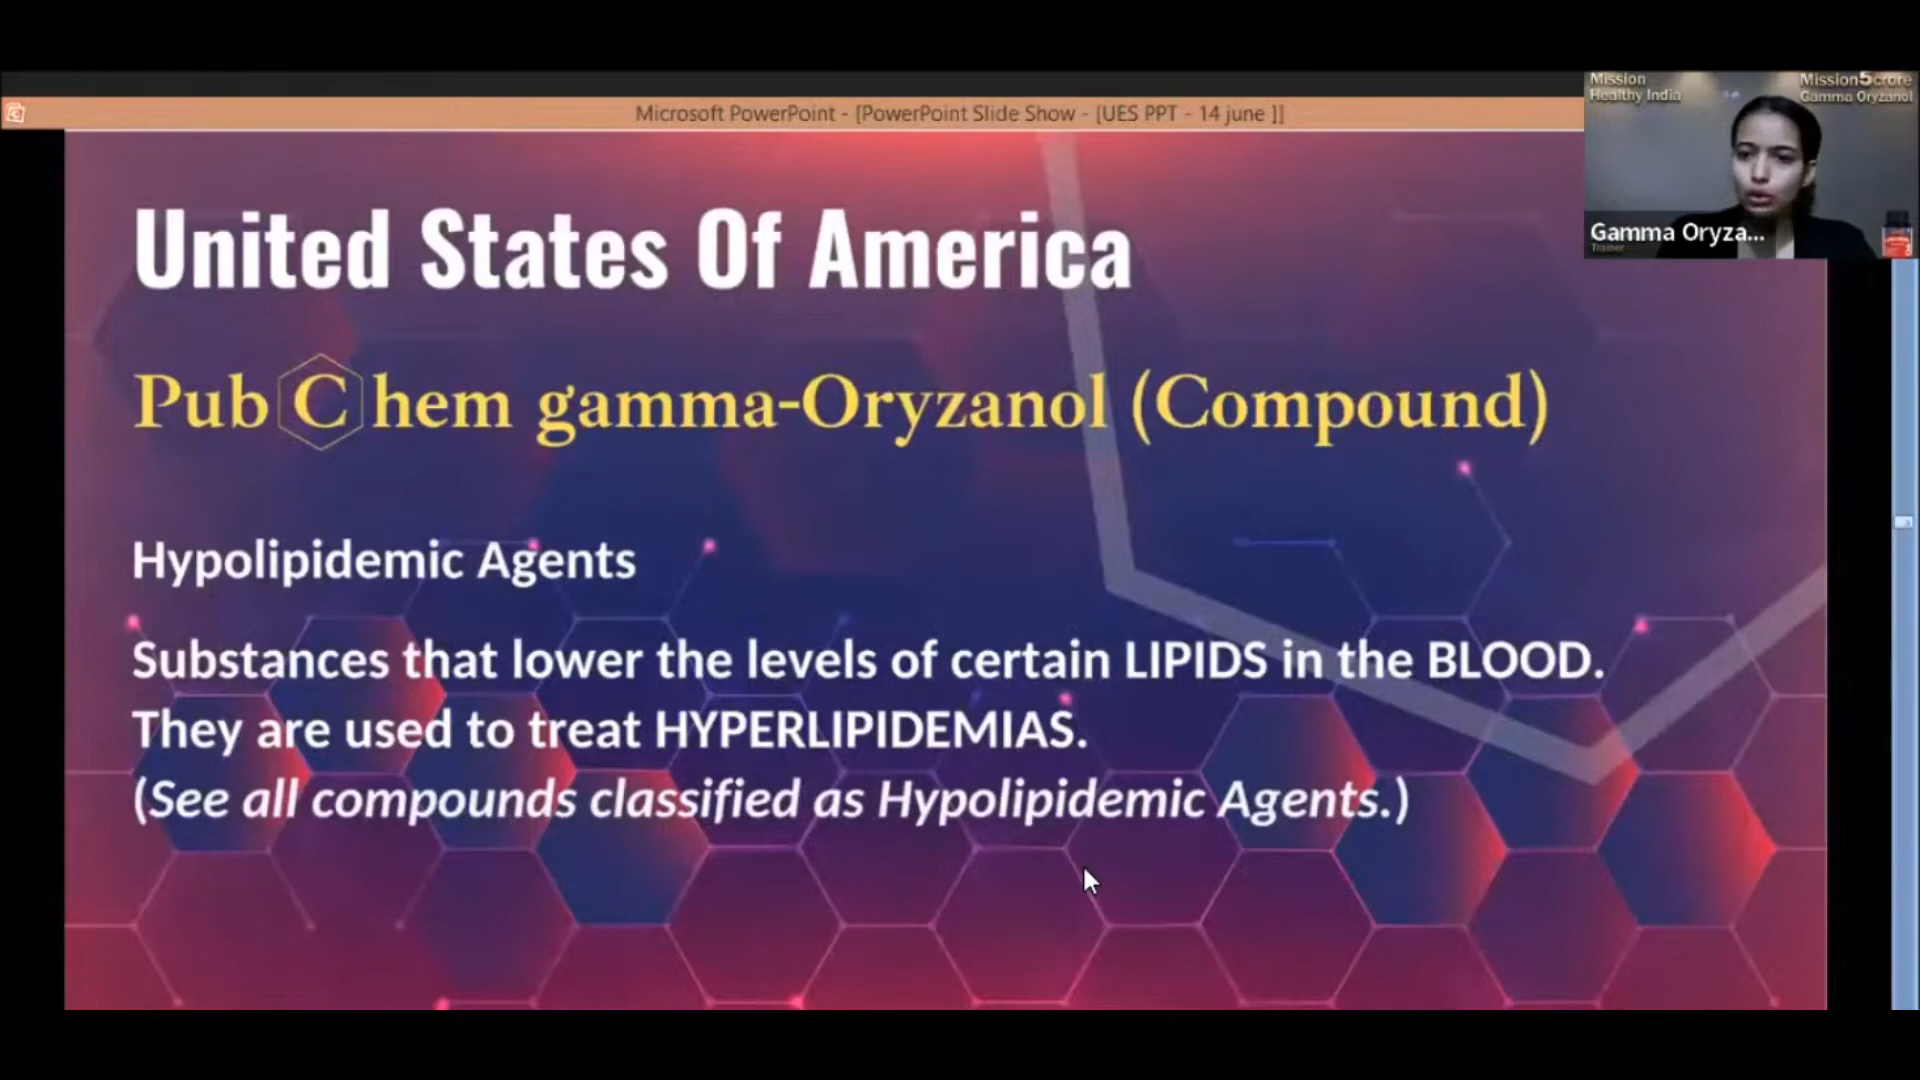 Microsoft PowerPoint - [PowerPoint Slide Show - [UES PPT - 14 june ]]
Mission
Healthy India
Mission5crore
Gamma Oryzanol
Gamma Oryza...
Trainer
United States Of America
PubChem gamma-Oryzanol (Compound)
Hypolipidemic Agents
Substances that lower the levels of certain LIPIDS in the BLOOD.
They are used to treat HYPERLIPIDEMIAS.
(See all compounds classified as Hypolipidemic Agents.)